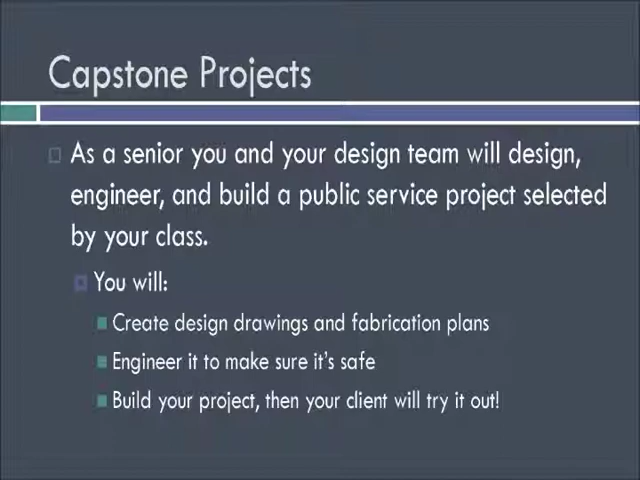 Capstone Projects
As a senior you and your design team will design,
engineer, and build a public service project selected
by your class.
You will:
Create design drawings and fabrication plans
Engineer it to make sure it's safe
Build your project, then your client will try it out!